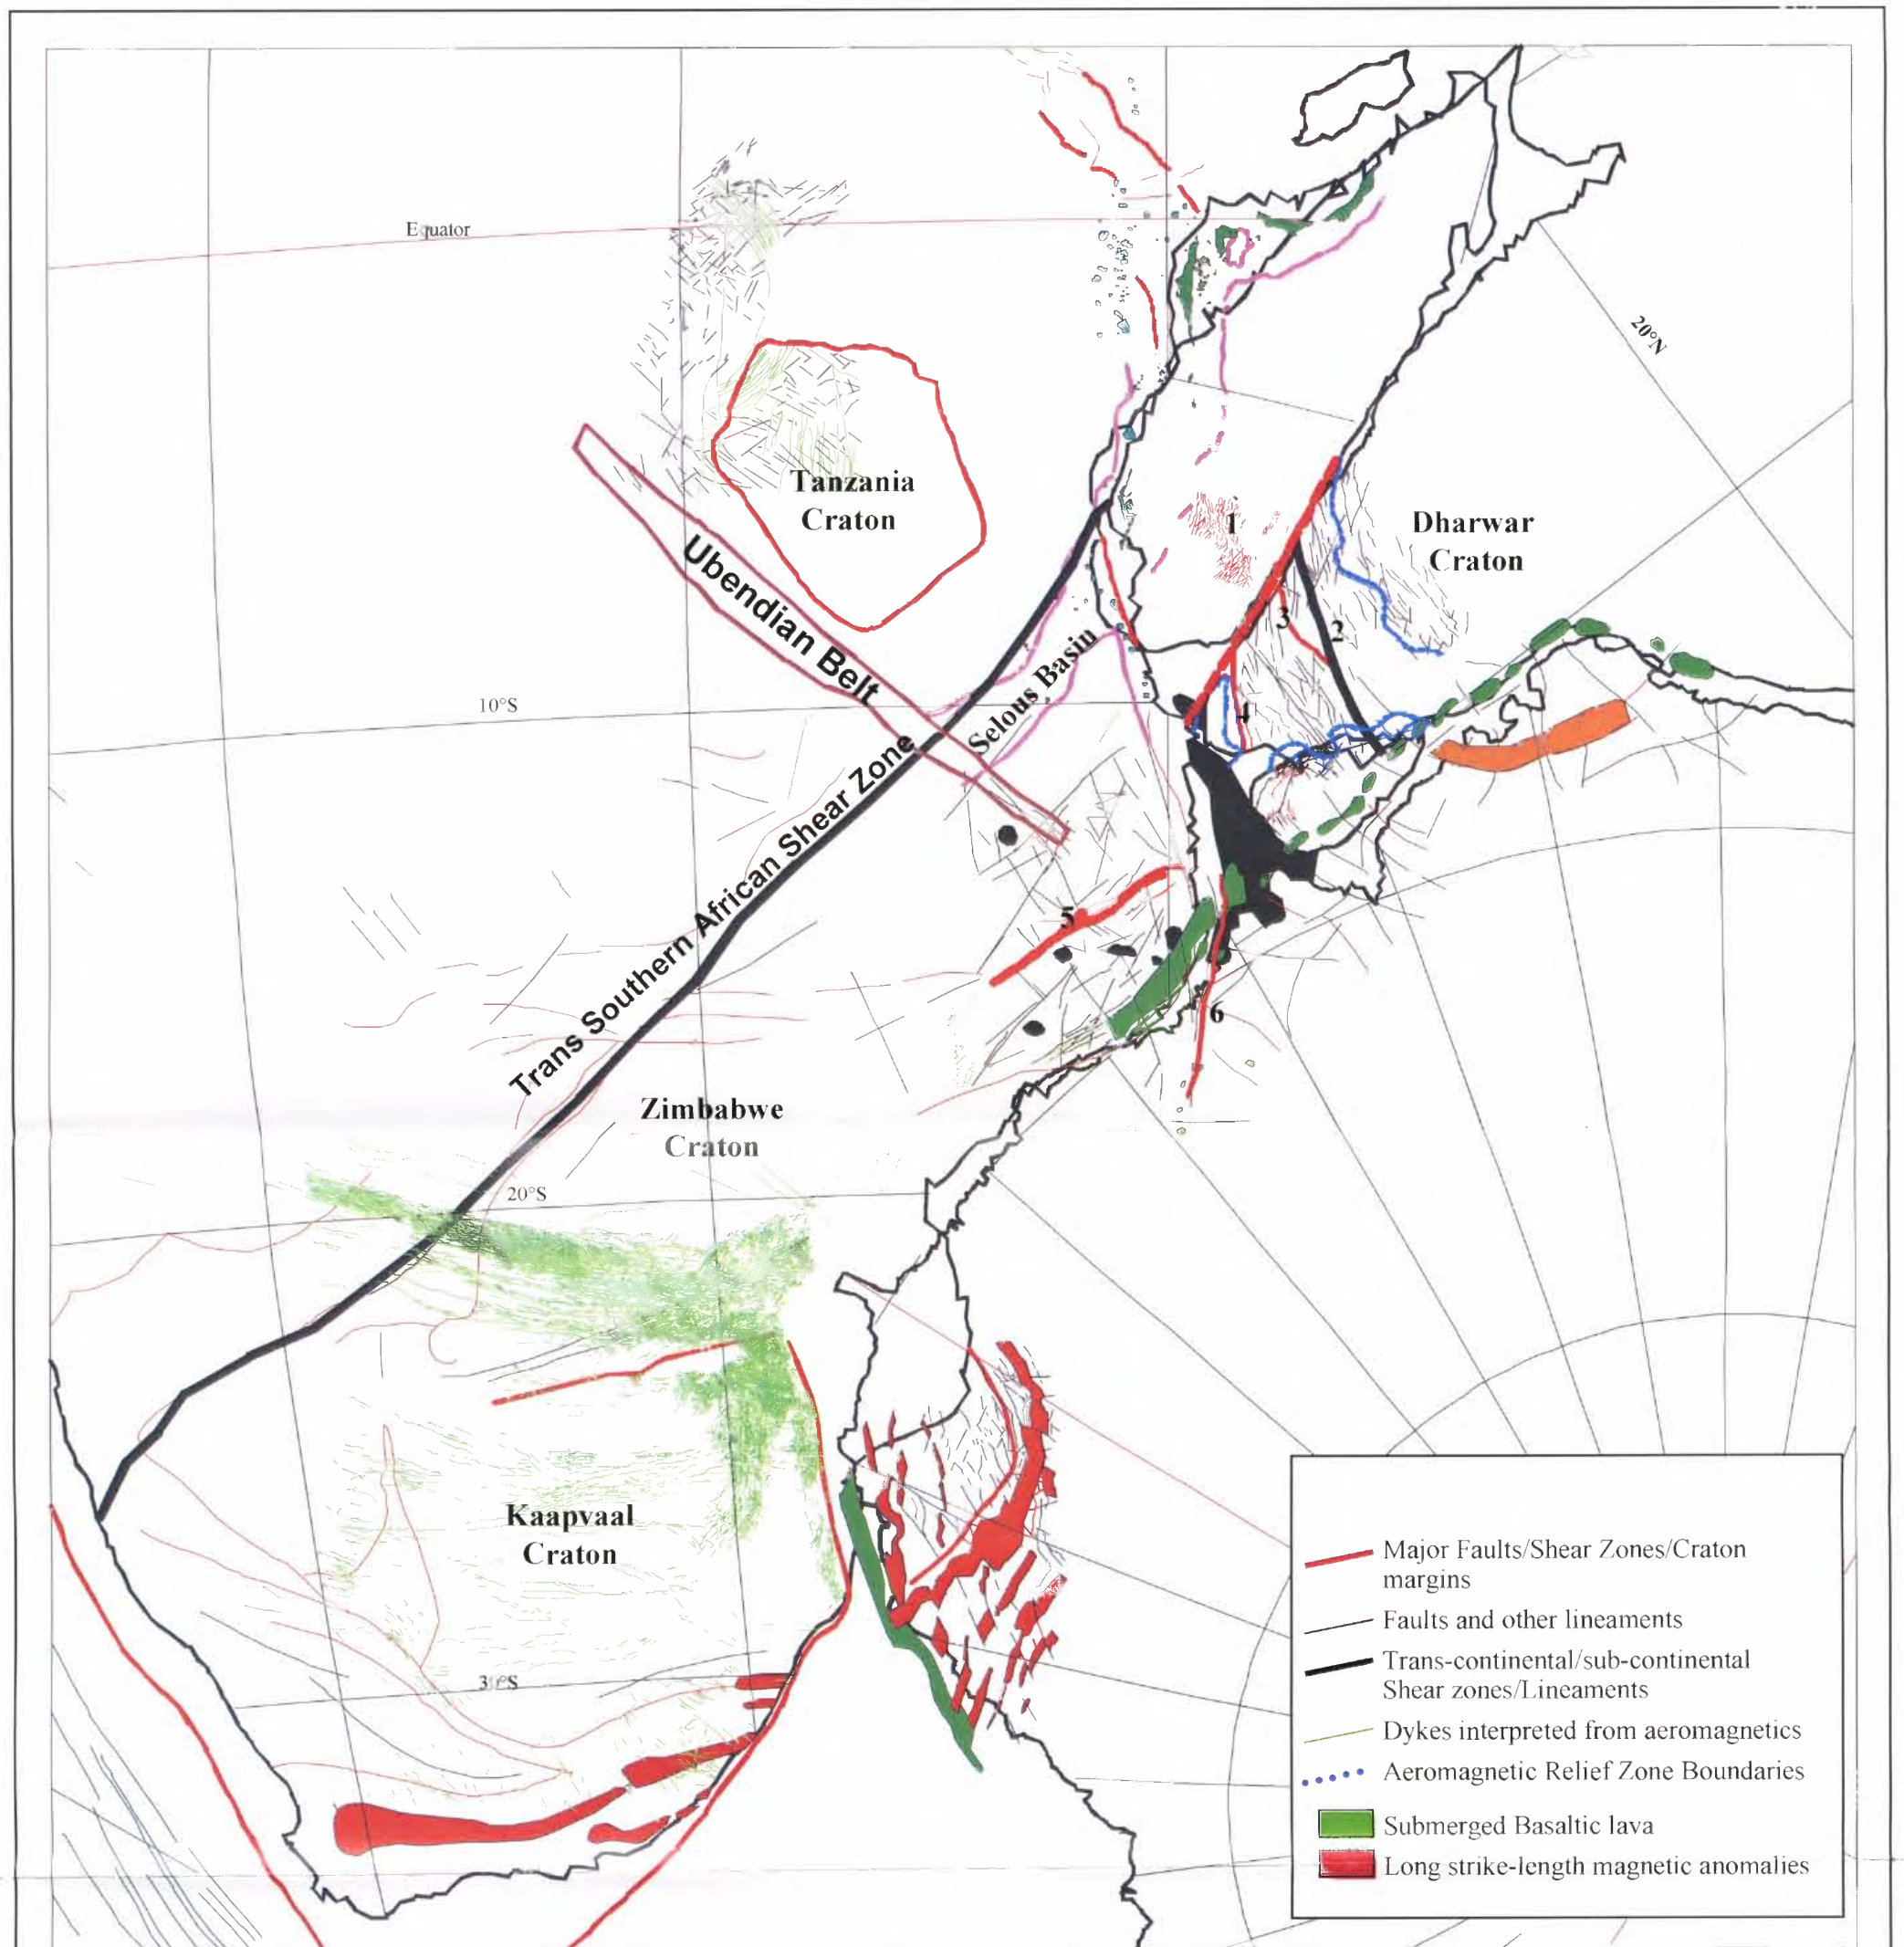 Equator
20°N
Tanzania
Craton
1
Dharwar
Craton
Ubendian Belt
3
2
Selous Basin
10°S
4
Trans Southern African Shear Zone
5
6
Zimbabwe
Craton
20°S
Kaapvaal
Craton
30°S
Major Faults/Shear Zones/Craton
margins
Faults and other lineaments
Trans-continental/sub-continental
Shear zones/Lineaments
Dykes interpreted from aeromagnetics
Aeromagnetic Relief Zone Boundaries
Submerged Basaltic lava
Long strike-length magnetic anomalies